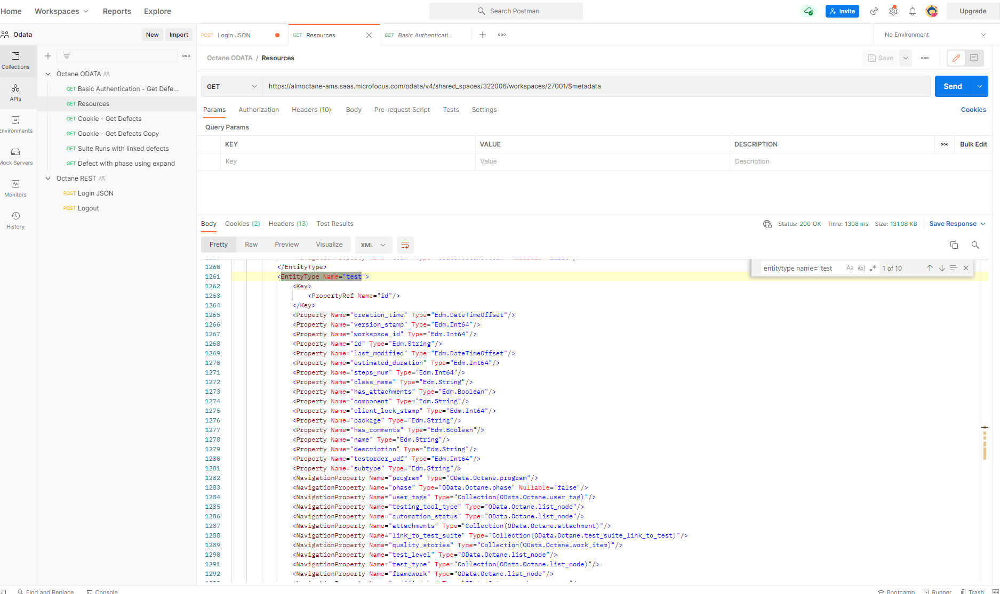 Home Workspaces Reports Explore Search Postman Invite Upgrade
Odata New Import POST Login JSON GET Resources GET Basic Authenticati... No Environment
Collections
APIs
Environments
Mock Servers
Monitors
History
Octane ODATA
GET Basic Authentication - Get Defe...
GET Resources
GET Cookie - Get Defects
GET Cookie - Get Defects Copy
GET Suite Runs with linked defects
GET Defect with phase using expand
Octane REST
POST Login JSON
POST Logout
Octane ODATA / Resources Save
GET https://almoctane-ams.saas.microfocus.com/odata/v4/shared_spaces/322006/workspaces/27001/$metadata Send
Params Authorization Headers (10) Body Pre-request Script Tests Settings Cookies
Query Params
KEY VALUE DESCRIPTION Bulk Edit
Key Value Description
Body Cookies (2) Headers (13) Test Results Status: 200 OK Time: 1308 ms Size: 131.08 KB Save Response
Pretty Raw Preview Visualize XML
entitytype name="test Aa Abl 1 of 10
1260 </EntityType>
1261 <EntityType Name="test">
1262 <Key>
1263 <PropertyRef Name="id"/>
1264 </Key>
1265 <Property Name="creation_time" Type="Edm.DateTimeOffset"/>
1266 <Property Name="version_stamp" Type="Edm.Int64"/>
1267 <Property Name="workspace_id" Type="Edm.Int64"/>
1268 <Property Name="id" Type="Edm.String"/>
1269 <Property Name="last_modified" Type="Edm.DateTimeOffset"/>
1270 <Property Name="estimated_duration" Type="Edm.Int64"/>
1271 <Property Name="steps_num" Type="Edm.Int64"/>
1272 <Property Name="class_name" Type="Edm.String"/>
1273 <Property Name="has_attachments" Type="Edm.Boolean"/>
1274 <Property Name="component" Type="Edm.String"/>
1275 <Property Name="client_lock_stamp" Type="Edm.Int64"/>
1276 <Property Name="package" Type="Edm.String"/>
1277 <Property Name="has_comments" Type="Edm.Boolean"/>
1278 <Property Name="name" Type="Edm.String"/>
1279 <Property Name="description" Type="Edm.String"/>
1280 <Property Name="testorder_udf" Type="Edm.Int64"/>
1281 <Property Name="subtype" Type="Edm.String"/>
1282 <NavigationProperty Name="program" Type="OData.Octane.program"/>
1283 <NavigationProperty Name="phase" Type="OData.Octane.phase" Nullable="false"/>
1284 <NavigationProperty Name="user_tags" Type="Collection(OData.Octane.user_tag)"/>
1285 <NavigationProperty Name="testing_tool_type" Type="OData.Octane.list_node"/>
1286 <NavigationProperty Name="automation_status" Type="OData.Octane.list_node"/>
1287 <NavigationProperty Name="attachments" Type="Collection(OData.Octane.attachment)"/>
1288 <NavigationProperty Name="link_to_test_suite" Type="Collection(OData.Octane.test_suite_link_to_test)"/>
1289 <NavigationProperty Name="quality_stories" Type="Collection(OData.Octane.work_item)"/>
1290 <NavigationProperty Name="test_level" Type="OData.Octane.list_node"/>
1291 <NavigationProperty Name="test_type" Type="Collection(OData.Octane.list_node)"/>
1292 <NavigationProperty Name="framework" Type="OData.Octane.list_node"/>
Find and Replace Console Bootcamp Runner Trash